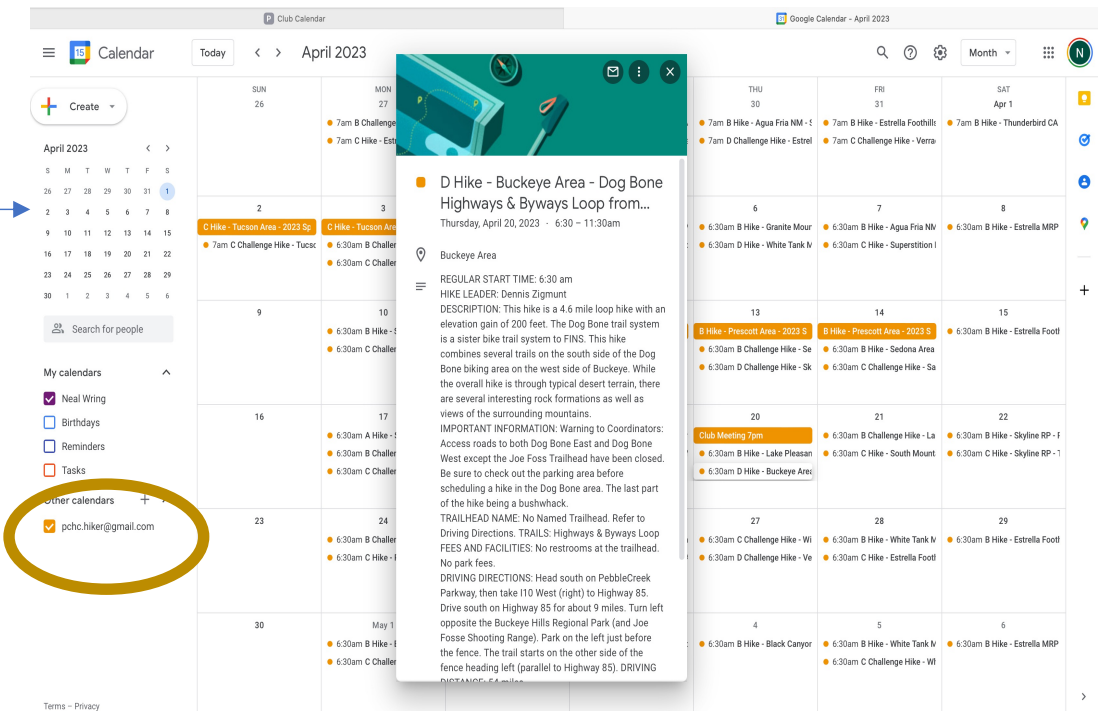 P Club Calendar
31 Google Calendar - April 2023
15 Calendar
Today
April 2023
Month
N
Create
April 2023
S M T W T F S
26 27 28 29 30 31 1
2 3 4 5 6 7 8
9 10 11 12 13 14 15
16 17 18 19 20 21 22
23 24 25 26 27 28 29
30 1 2 3 4 5 6
Search for people
My calendars
Neal Wring
Birthdays
Reminders
Tasks
Other calendars +
pchc.hiker@gmail.com
Terms – Privacy
SUN MON THU FRI SAT
26 27 30 31 Apr 1
7am B Challenge
7am C Hike - Est
7am B Hike - Agua Fria NM - S
7am D Challenge Hike - Estrel
7am B Hike - Estrella Foothills
7am C Challenge Hike - Verra
7am B Hike - Thunderbird CA
2 3 6 7 8
C Hike - Tucson Area - 2023 Sp
7am C Challenge Hike - Tucso
C Hike - Tucson Are
6:30am B Challer
6:30am C Challer
6:30am B Hike - Granite Mour
6:30am D Hike - White Tank M
6:30am B Hike - Agua Fria NM
6:30am C Hike - Superstition
6:30am B Hike - Estrella MRP
9 10 13 14 15
6:30am B Hike - S
6:30am C Challer
B Hike - Prescott Area - 2023 S
6:30am B Challenge Hike - Se
6:30am D Challenge Hike - Sk
B Hike - Prescott Area - 2023 S
6:30am B Hike - Sedona Area
6:30am C Challenge Hike - Sa
6:30am B Hike - Estrella Footh
16 17 20 21 22
6:30am A Hike - S
6:30am B Challer
6:30am C Challer
Club Meeting 7pm
6:30am B Hike - Lake Pleasan
6:30am D Hike - Buckeye Area
6:30am B Challenge Hike - La
6:30am C Hike - South Mount
6:30am B Hike - Skyline RP - F
6:30am C Hike - Skyline RP - T
23 24 27 28 29
6:30am B Challer
6:30am C Hike - F
6:30am C Challenge Hike - Wi
6:30am D Challenge Hike - Ve
6:30am B Hike - White Tank M
6:30am C Hike - Estrella Footh
6:30am B Hike - Estrella Footh
30 May 1 4 5 6
6:30am B Hike - E
6:30am C Challer
6:30am B Hike - Black Canyor
6:30am B Hike - White Tank M
6:30am C Challenge Hike - Wh
6:30am B Hike - Estrella MRP
D Hike - Buckeye Area - Dog Bone
Highways & Byways Loop from...
Thursday, April 20, 2023 · 6:30 – 11:30am
Buckeye Area
REGULAR START TIME: 6:30 am
HIKE LEADER: Dennis Zigmunt
DESCRIPTION: This hike is a 4.6 mile loop hike with an
elevation gain of 200 feet. The Dog Bone trail system
is a sister bike trail system to FINS. This hike
combines several trails on the south side of the Dog
Bone biking area on the west side of Buckeye. While
the overall hike is through typical desert terrain, there
are several interesting rock formations as well as
views of the surrounding mountains.
IMPORTANT INFORMATION: Warning to Coordinators:
Access roads to both Dog Bone East and Dog Bone
West except the Joe Foss Trailhead have been closed.
Be sure to check out the parking area before
scheduling a hike in the Dog Bone area. The last part
of the hike being a bushwhack.
TRAILHEAD NAME: No Named Trailhead. Refer to
Driving Directions. TRAILS: Highways & Byways Loop
FEES AND FACILITIES: No restrooms at the trailhead.
No park fees.
DRIVING DIRECTIONS: Head south on PebbleCreek
Parkway, then take I10 West (right) to Highway 85.
Drive south on Highway 85 for about 9 miles. Turn left
opposite the Buckeye Hills Regional Park (and Joe
Fosse Shooting Range). Park on the left just before
the fence. The trail starts on the other side of the
fence heading left (parallel to Highway 85). DRIVING
DISTANCE: 54 miles